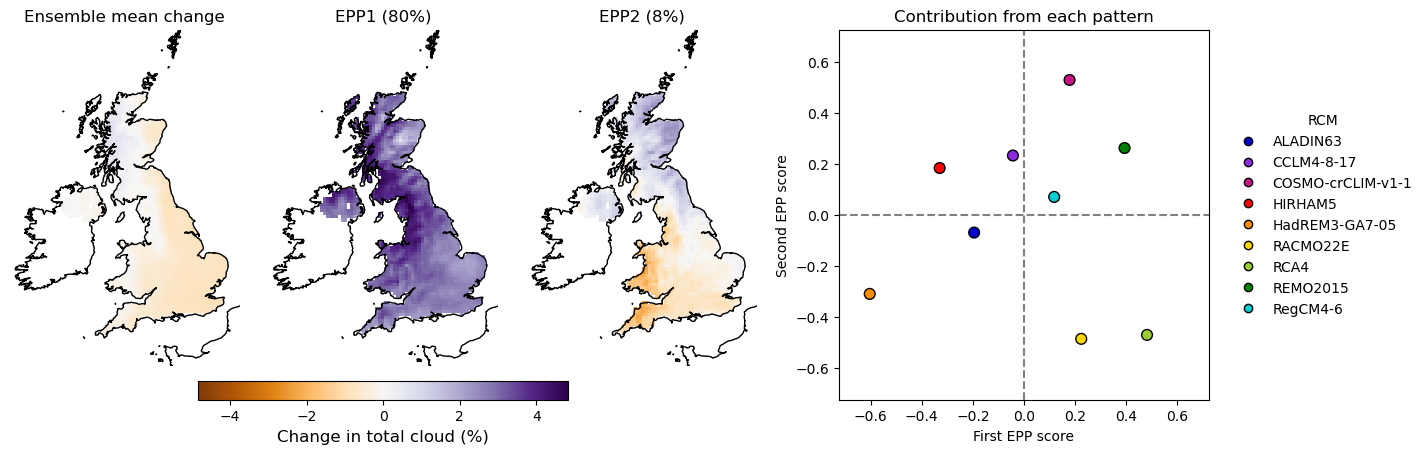 Ensemble mean change
EPP1 (80%)
EPP2 (8%)
−4 −2 0 2 4
Change in total cloud (%)
Contribution from each pattern
Second EPP score
0.6
0.4
0.2
0.0
−0.2
−0.4
−0.6
−0.6 −0.4 −0.2 0.0 0.2 0.4 0.6
First EPP score
RCM
ALADIN63
CCLM4-8-17
COSMO-crCLIM-v1-1
HIRHAM5
HadREM3-GA7-05
RACMO22E
RCA4
REMO2015
RegCM4-6